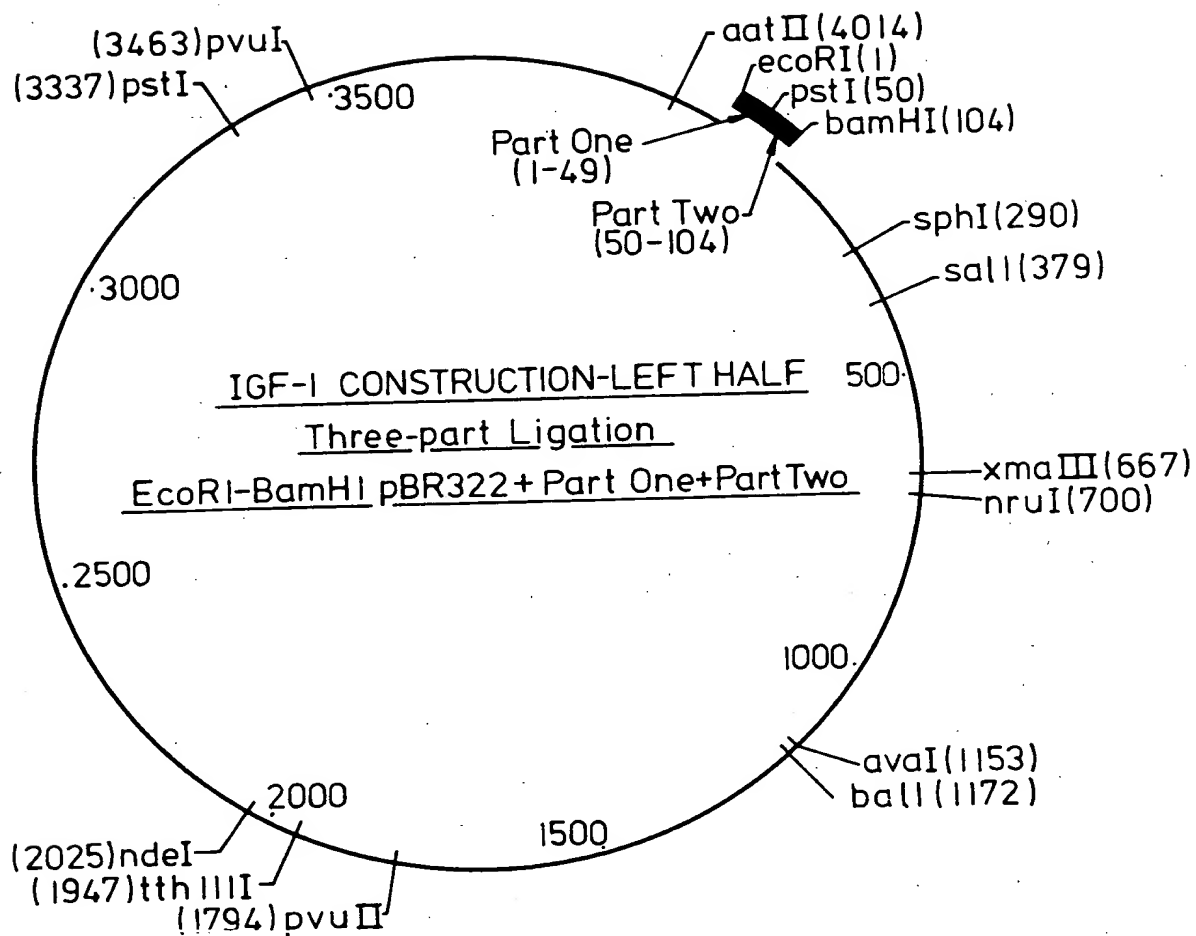 (3463)pvuI
(3337)pstI
.3500
aatII(4014)
ecoRI(1)
pstI(50)
bamHI(104)
Part One
(1-49)
Part Two
(50-104)
sphI(290)
salI(379)
.3000
500.
IGF-I CONSTRUCTION-LEFT HALF
Three-part Ligation
EcoRI-BamHI pBR322+Part One+Part Two
xmaIII(667)
nruI(700)
.2500
1000.
avaI(1153)
balI(1172)
.2000
1500.
(2025)ndeI
(1947)tth111I
(1794)pvuII